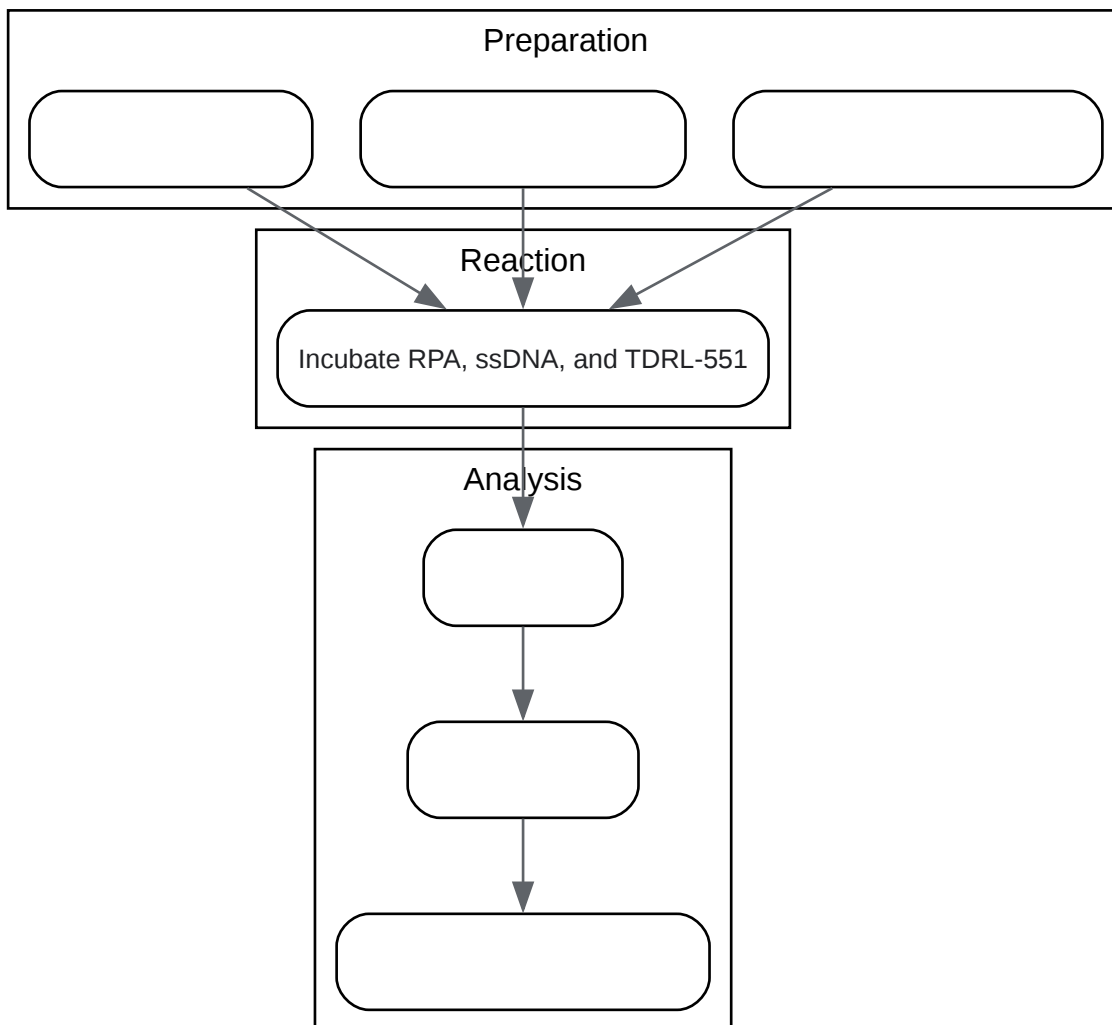 Preparation
Reaction
Incubate RPA, ssDNA, and TDRL-551
Analysis